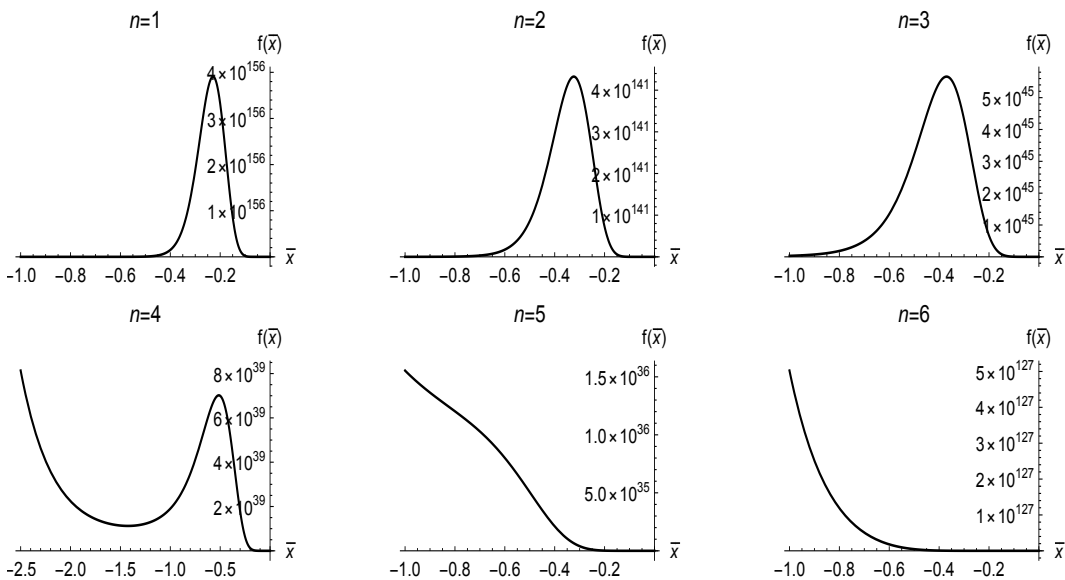 n=1
f(x̅)
4×10^156
3×10^156
2×10^156
1×10^156
x̅
−1.0 −0.8 −0.6 −0.4 −0.2
n=2
f(x̅)
4×10^141
3×10^141
2×10^141
1×10^141
x̅
−1.0 −0.8 −0.6 −0.4 −0.2
n=3
f(x̅)
5×10^45
4×10^45
3×10^45
2×10^45
1×10^45
x̅
−1.0 −0.8 −0.6 −0.4 −0.2
n=4
f(x̅)
8×10^39
6×10^39
4×10^39
2×10^39
x̅
−2.5 −2.0 −1.5 −1.0 −0.5
n=5
f(x̅)
1.5×10^36
1.0×10^36
5.0×10^35
x̅
−1.0 −0.8 −0.6 −0.4 −0.2
n=6
f(x̅)
5×10^127
4×10^127
3×10^127
2×10^127
1×10^127
x̅
−1.0 −0.8 −0.6 −0.4 −0.2